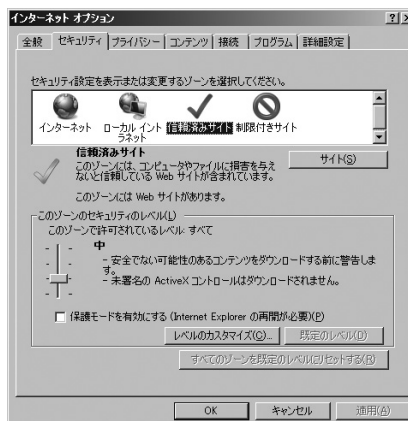 インターネット オプション
全般 セキュリティ プライバシー コンテンツ 接続 プログラム 詳細設定
セキュリティ設定を表示または変更するゾーンを選択してください。
インターネット ローカル イントラネット 信頼済みサイト 制限付きサイト
信頼済みサイト
このゾーンには、コンピュータやファイルに損害を与え
ないと信頼している Web サイトが含まれています。
サイト(S)
このゾーンには Web サイトがあります。
このゾーンのセキュリティのレベル(L)
このゾーンで許可されているレベル: すべて
中
- 安全でない可能性のあるコンテンツをダウンロードする前に警告しま
す。
- 未署名の ActiveX コントロールはダウンロードされません。
保護モードを有効にする (Internet Explorer の再開が必要)(P)
レベルのカスタマイズ(C)... 既定のレベル(D)
すべてのゾーンを既定のレベルにリセットする(R)
OK キャンセル 適用(A)